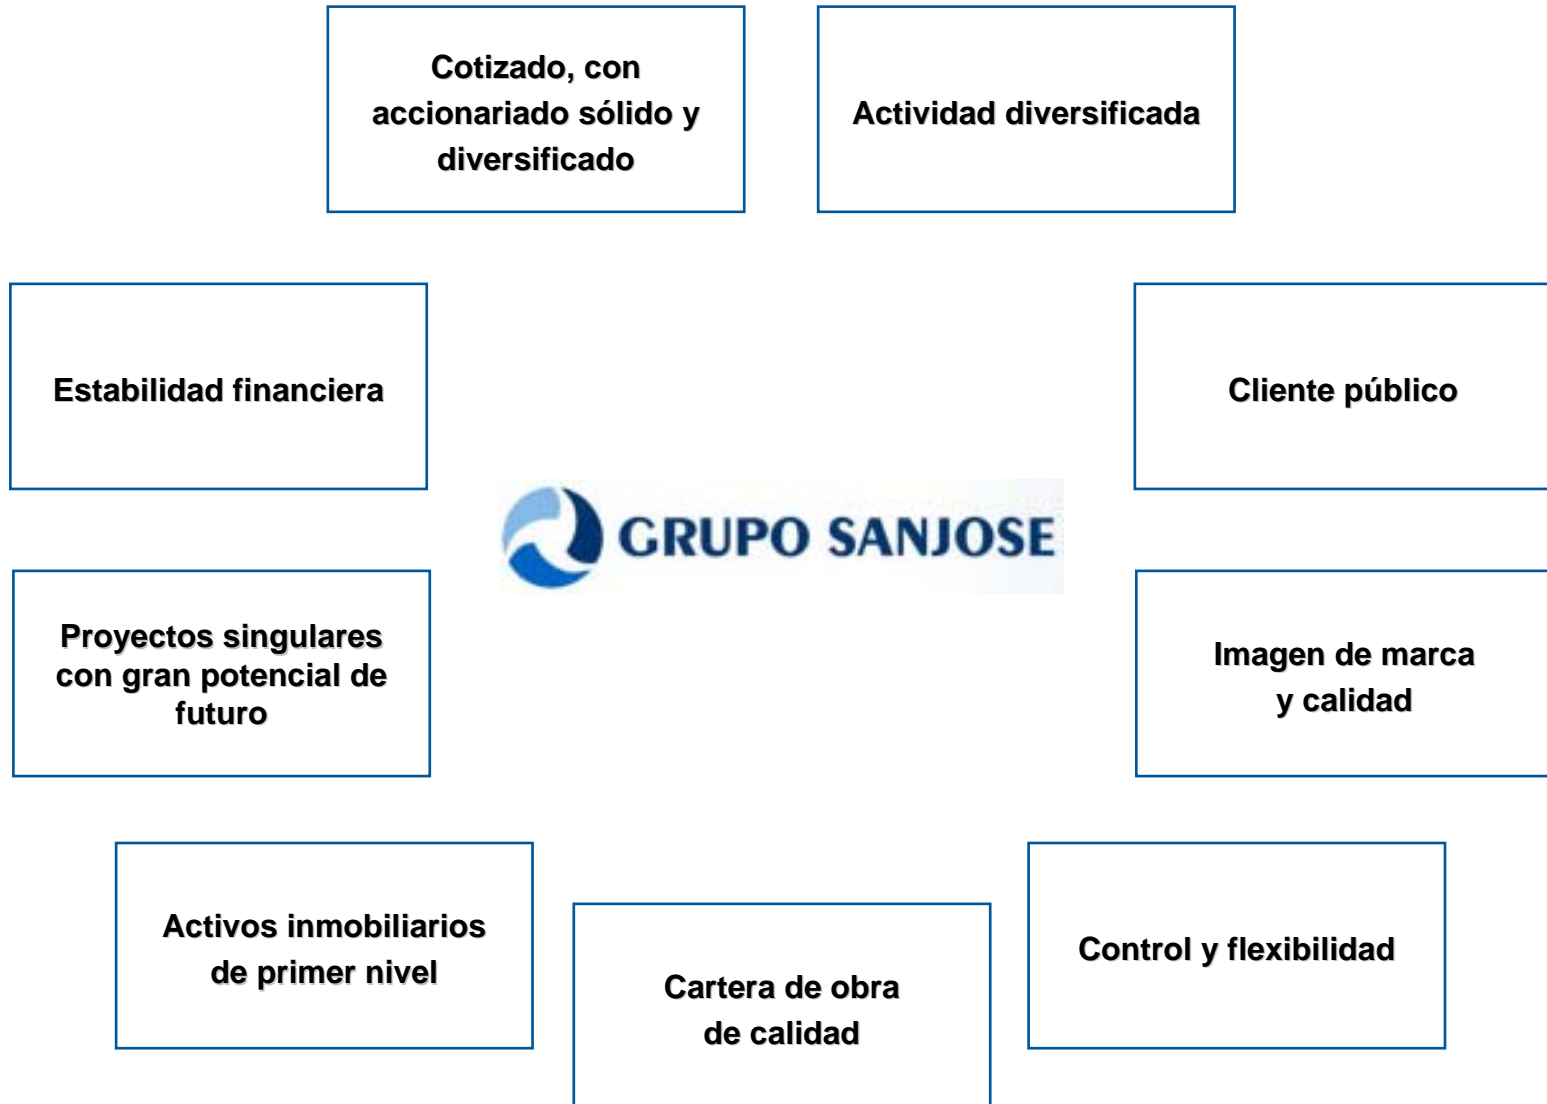 Cotizado, con
accionariado sólido y
diversificado
Actividad diversificada
Estabilidad financiera
Cliente público
GRUPO SANJOSE
Proyectos singulares
con gran potencial de
futuro
Imagen de marca
y calidad
Activos inmobiliarios
de primer nivel
Cartera de obra
de calidad
Control y flexibilidad